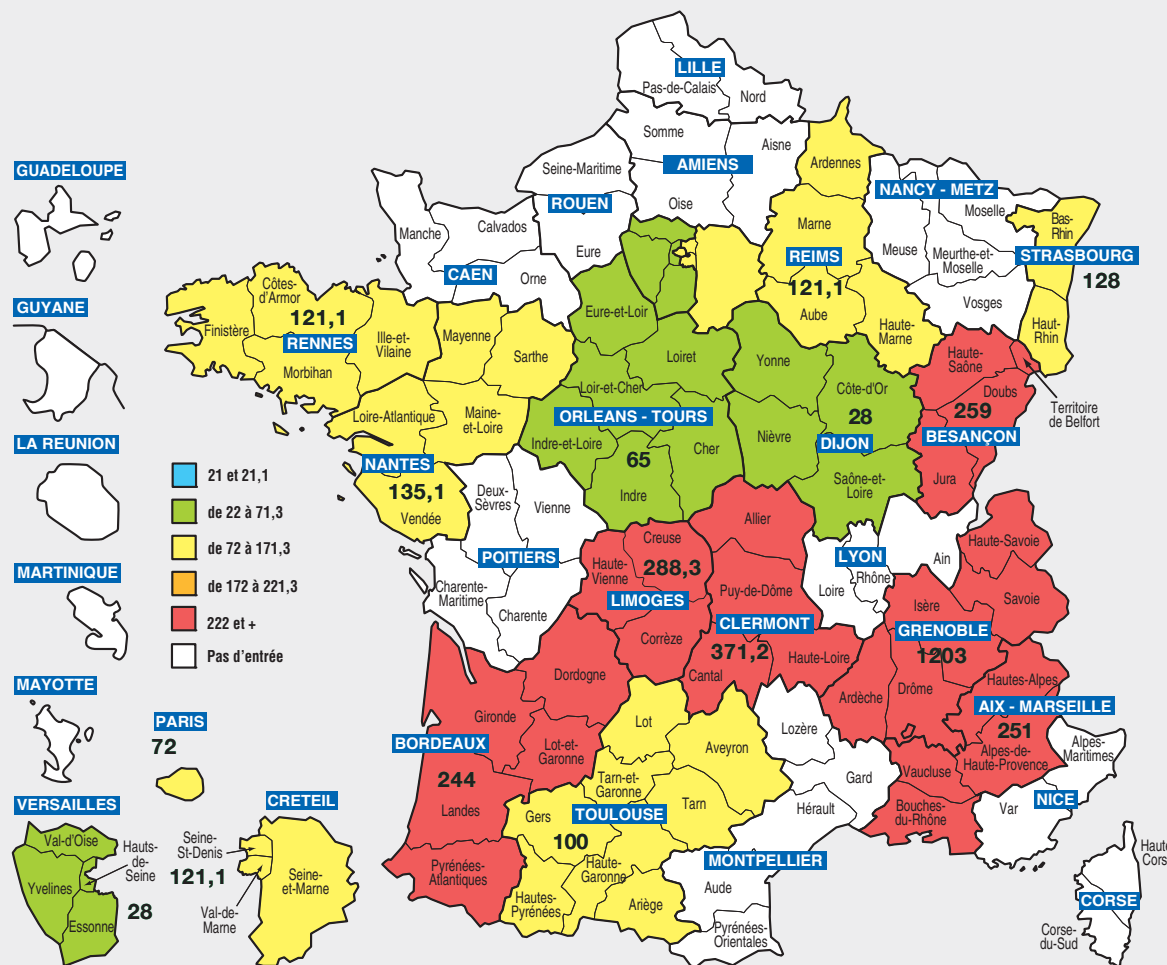 LILLE
Pas-de-Calais
Nord
Somme
Aisne
AMIENS
Oise
Seine-Maritime
ROUEN
Eure
Ardennes
Marne
REIMS
121,1
Aube
Haute-
Marne
NANCY - METZ
Moselle
Meuse
Meurthe-et-
Moselle
Vosges
Bas-
Rhin
STRASBOURG
128
Haut-
Rhin
GUADELOUPE
GUYANE
LA REUNION
MARTINIQUE
MAYOTTE
Manche
Calvados
CAEN
Orne
Côtes-
d'Armor
Finistère
121,1
RENNES
Ille-et-
Vilaine
Morbihan
Mayenne
Sarthe
Loire-Atlantique
Maine-
et-Loire
NANTES
135,1
Vendée
Eure-et-Loir
Loiret
Loir-et-Cher
ORLEANS - TOURS
Indre-et-Loire
65
Cher
Indre
Yonne
Côte-d'Or
28
Nièvre
DIJON
Saône-et-
Loire
Haute-
Saône
Doubs
259
BESANÇON
Jura
Territoire
de Belfort
21 et 21,1
de 22 à 71,3
de 72 à 171,3
de 172 à 221,3
222 et +
Pas d'entrée
Deux-
Sèvres
Vienne
POITIERS
Charente-
Maritime
Charente
Creuse
Haute-
Vienne
288,3
LIMOGES
Corrèze
Allier
Puy-de-Dôme
CLERMONT
371,2
Haute-Loire
Cantal
LYON
Ain
Loire
Rhône
Haute-Savoie
Savoie
Isère
GRENOBLE
1203
Ardèche
Drôme
Hautes-Alpes
AIX - MARSEILLE
251
Alpes-de-
Haute-Provence
Vaucluse
Bouches-
du-Rhône
Alpes-
Maritimes
NICE
Var
Dordogne
Gironde
BORDEAUX
Lot-et-
Garonne
244
Landes
Pyrénées-
Atlantiques
Lot
Aveyron
Tarn-et-
Garonne
Gers
TOULOUSE
Tarn
100
Haute-
Garonne
Hautes-
Pyrénées
Ariège
Lozère
Gard
Hérault
MONTPELLIER
Aude
Pyrénées-
Orientales
Haute
Cors
CORSE
Corse-
du-Sud
PARIS
72
VERSAILLES
Val-d'Oise
Hauts-
de-
Seine
Yvelines
28
Essonne
CRETEIL
Seine-
St-Denis
121,1
Seine-
et-Marne
Val-de-
Marne